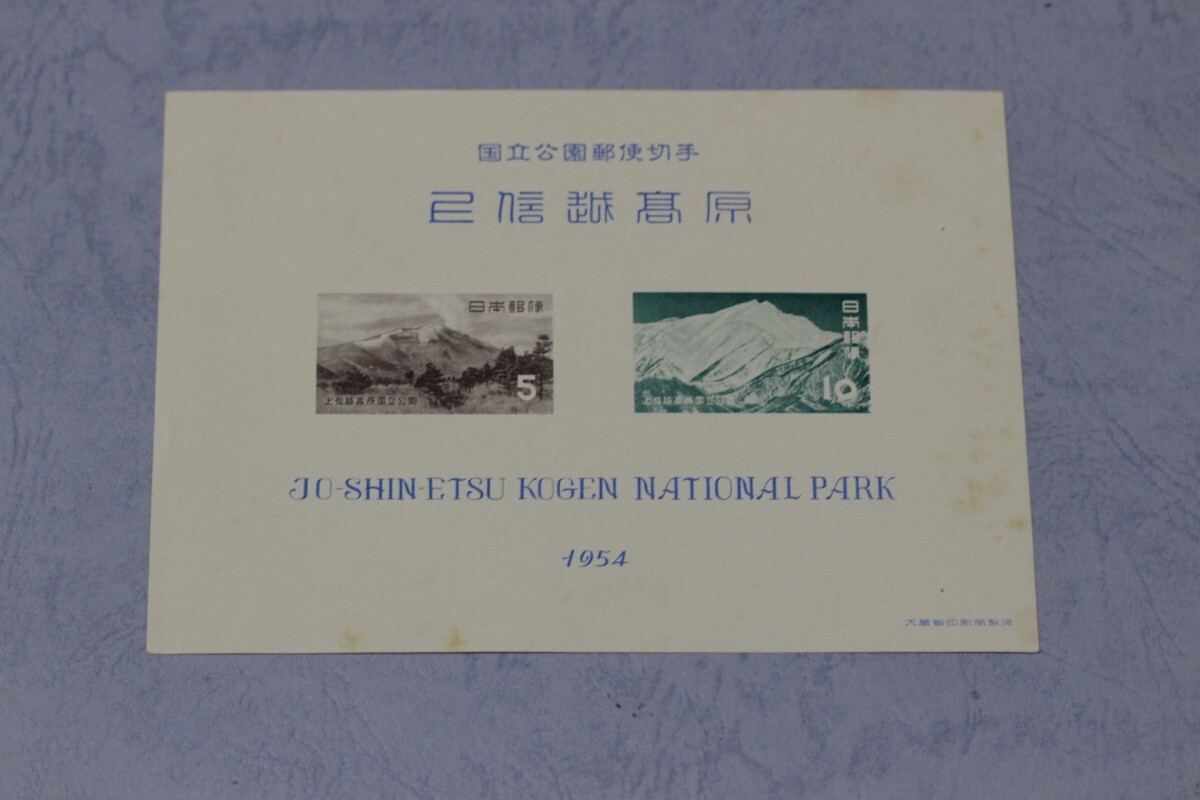 国立公園郵便切手
上信越高原
日本郵便
5
上信越高原国立公園
日本郵便
10
上信越高原国立公園
JO-SHIN-ETSU KOGEN NATIONAL PARK
1954
大蔵省印刷局製造